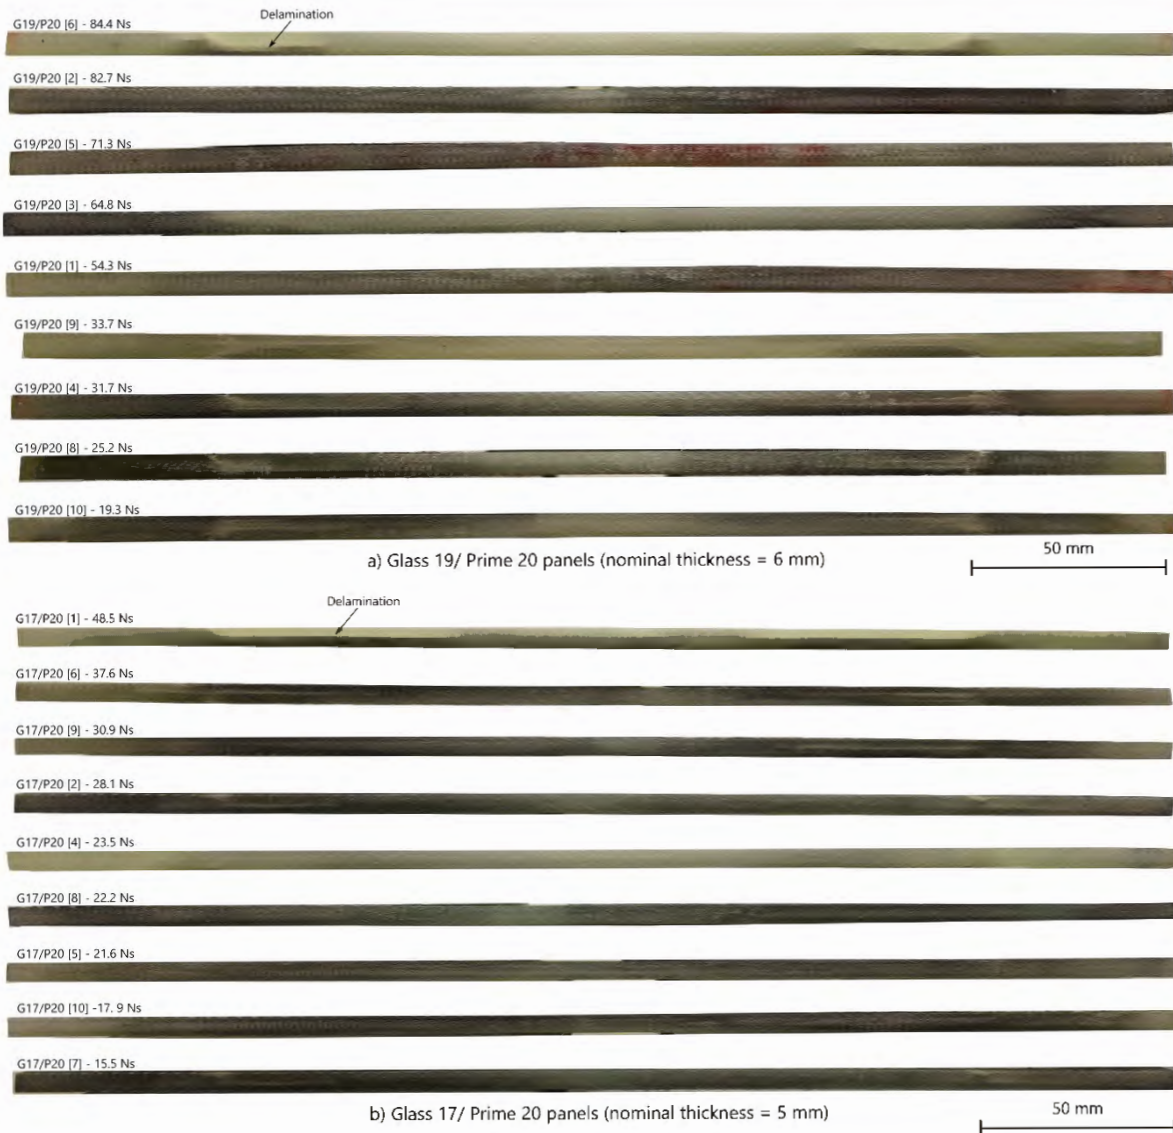 Delamination
G19/P20 [6] - 84.4 Ns
G19/P20 [2] - 82.7 Ns
G19/P20 [5] - 71.3 Ns
G19/P20 [3] - 64.8 Ns
G19/P20 [1] - 54.3 Ns
G19/P20 [9] - 33.7 Ns
G19/P20 [4] - 31.7 Ns
G19/P20 [8] - 25.2 Ns
G19/P20 [10] - 19.3 Ns
a) Glass 19/ Prime 20 panels (nominal thickness = 6 mm)
50 mm
Delamination
G17/P20 [1] - 48.5 Ns
G17/P20 [6] - 37.6 Ns
G17/P20 [9] - 30.9 Ns
G17/P20 [2] - 28.1 Ns
G17/P20 [4] - 23.5 Ns
G17/P20 [8] - 22.2 Ns
G17/P20 [5] - 21.6 Ns
G17/P20 [10] -17. 9 Ns
G17/P20 [7] - 15.5 Ns
b) Glass 17/ Prime 20 panels (nominal thickness = 5 mm)
50 mm